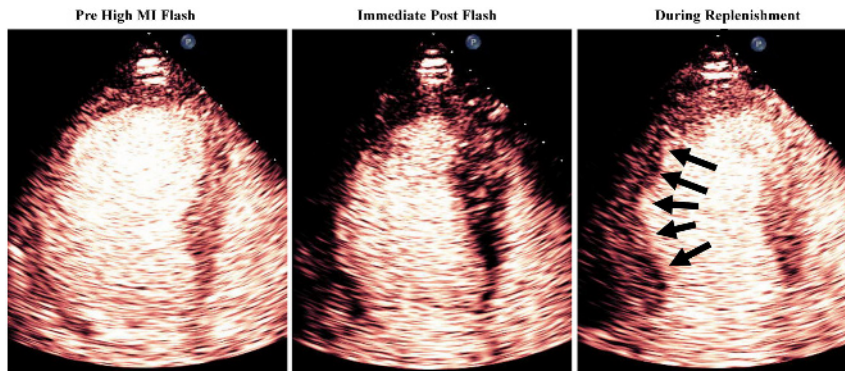 Pre High MI Flash
Immediate Post Flash
During Replenishment
P
P
P